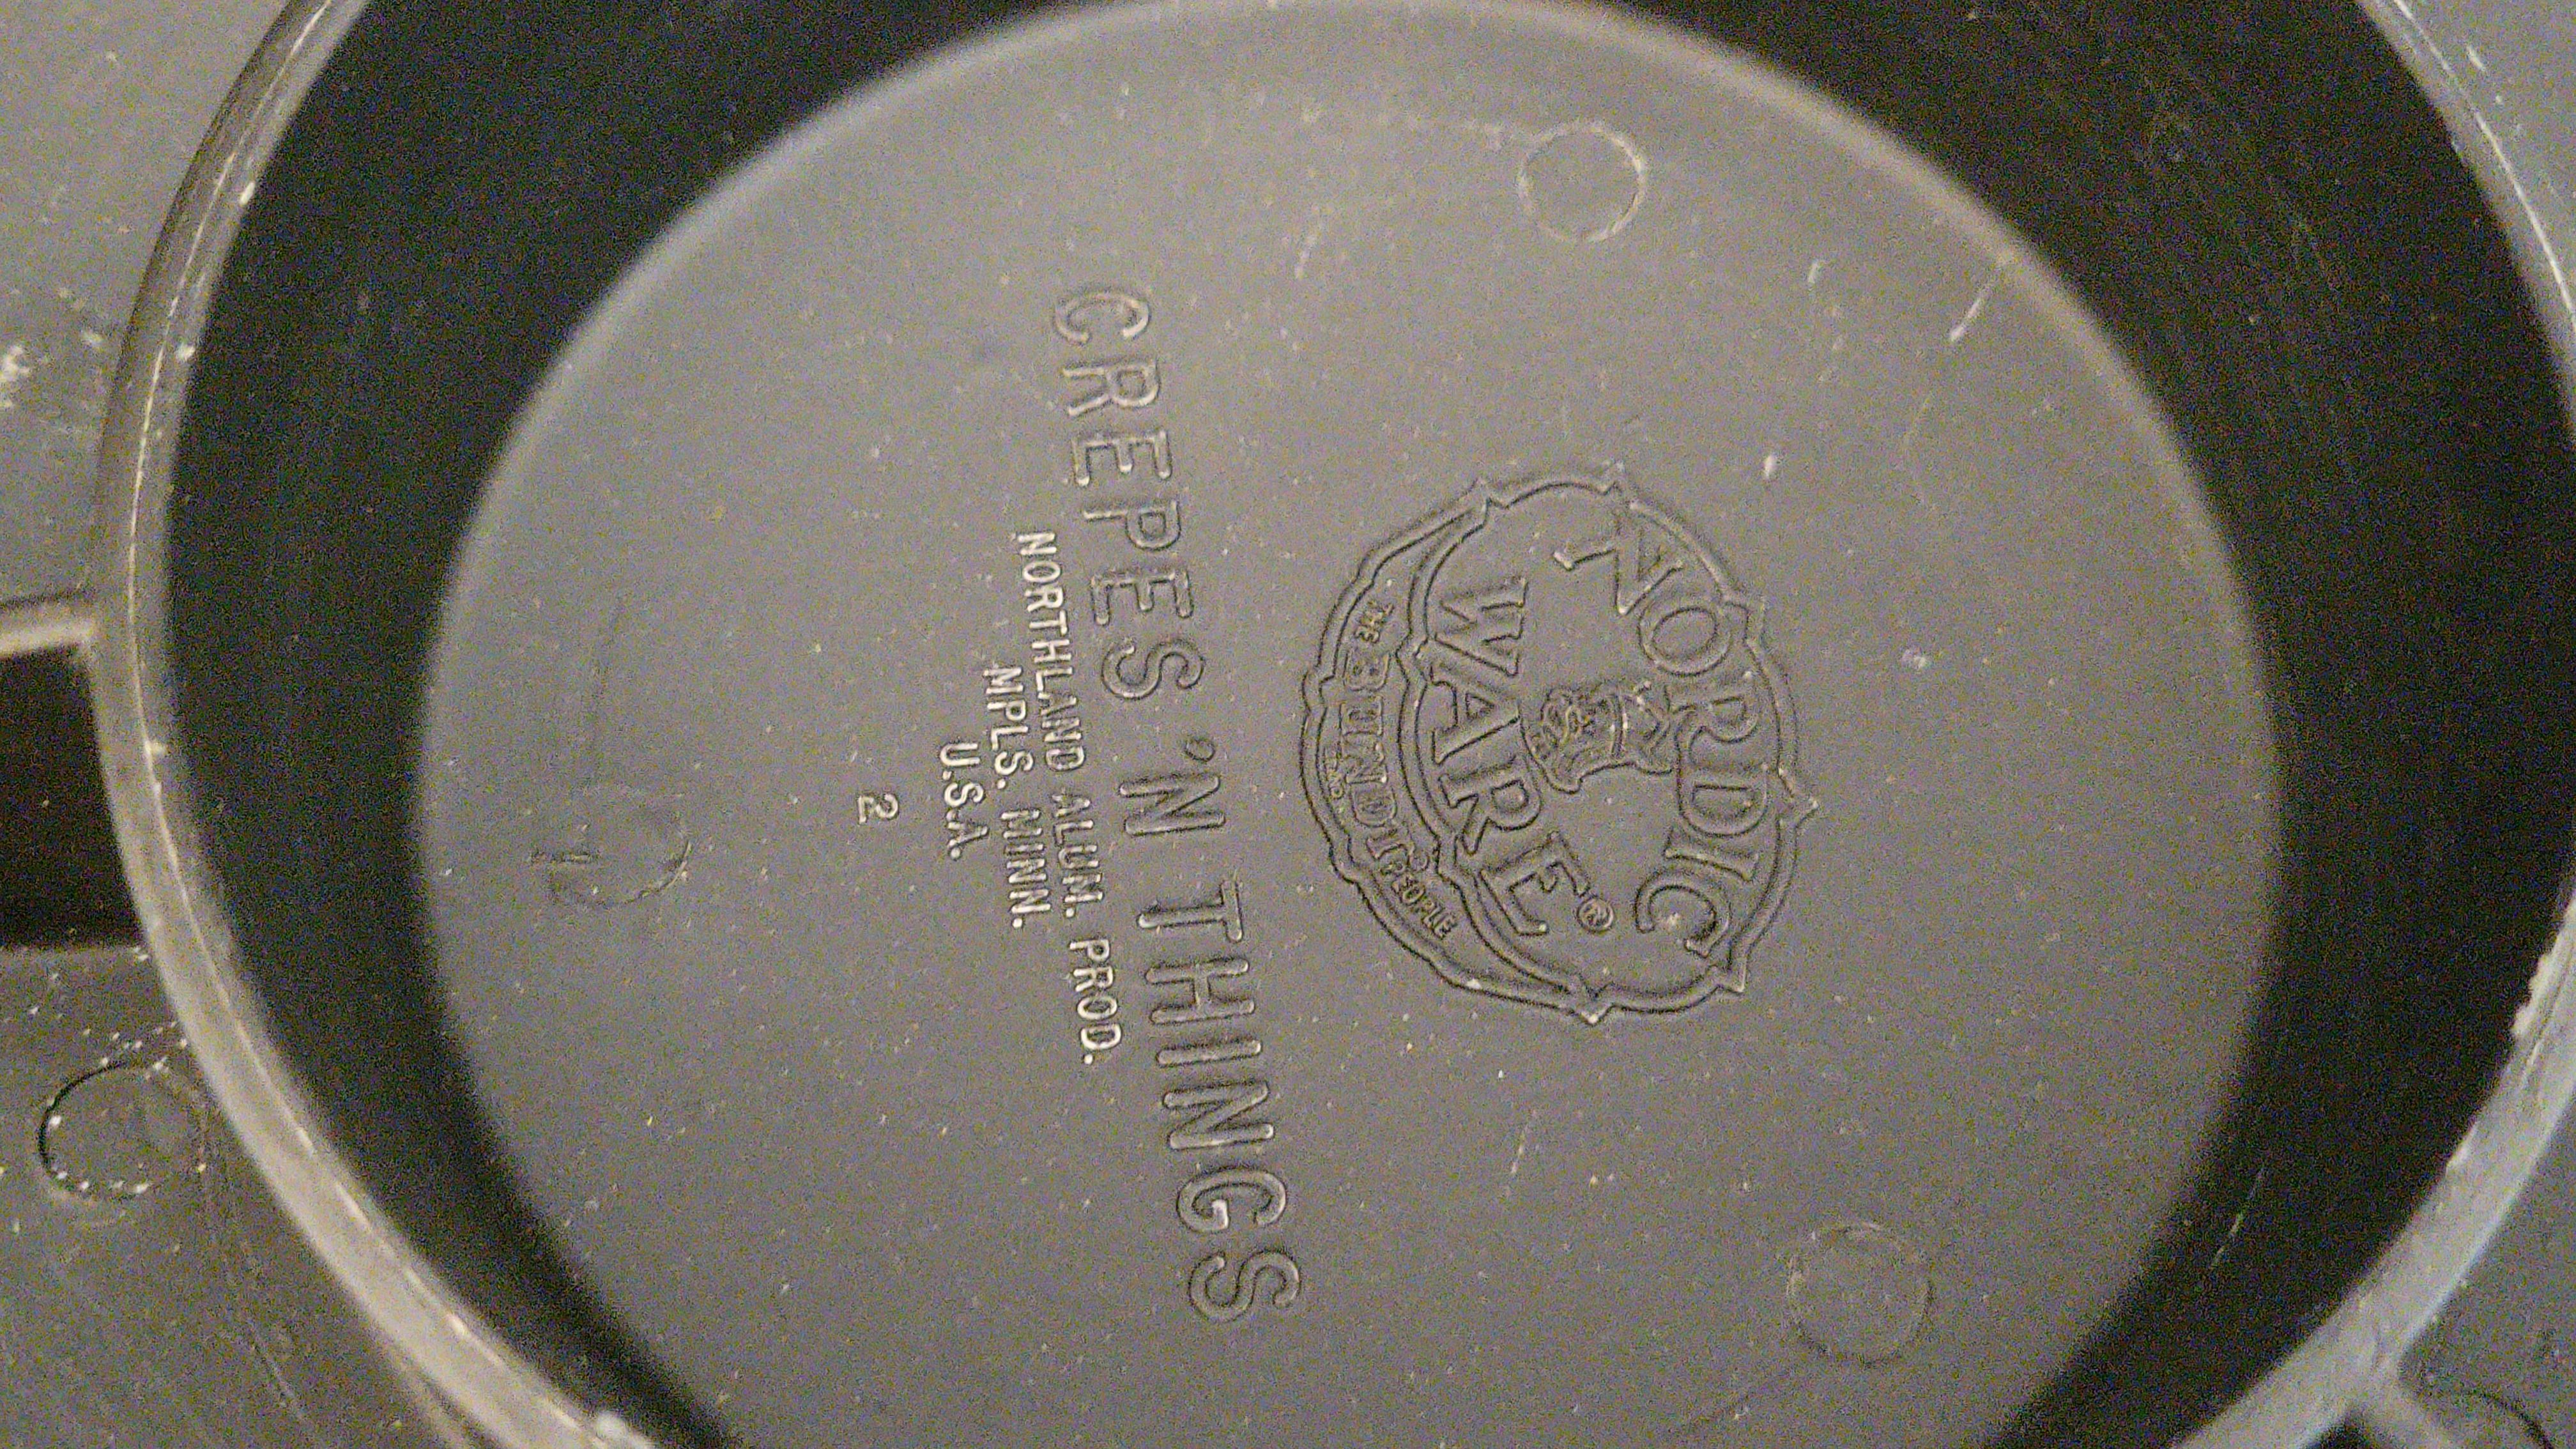 NORDIC
WARE®
THE BUNDT® PEOPLE
CREPES 'N THINGS
NORTHLAND ALUM. PROD.
MPLS. MINN.
U.S.A.
2